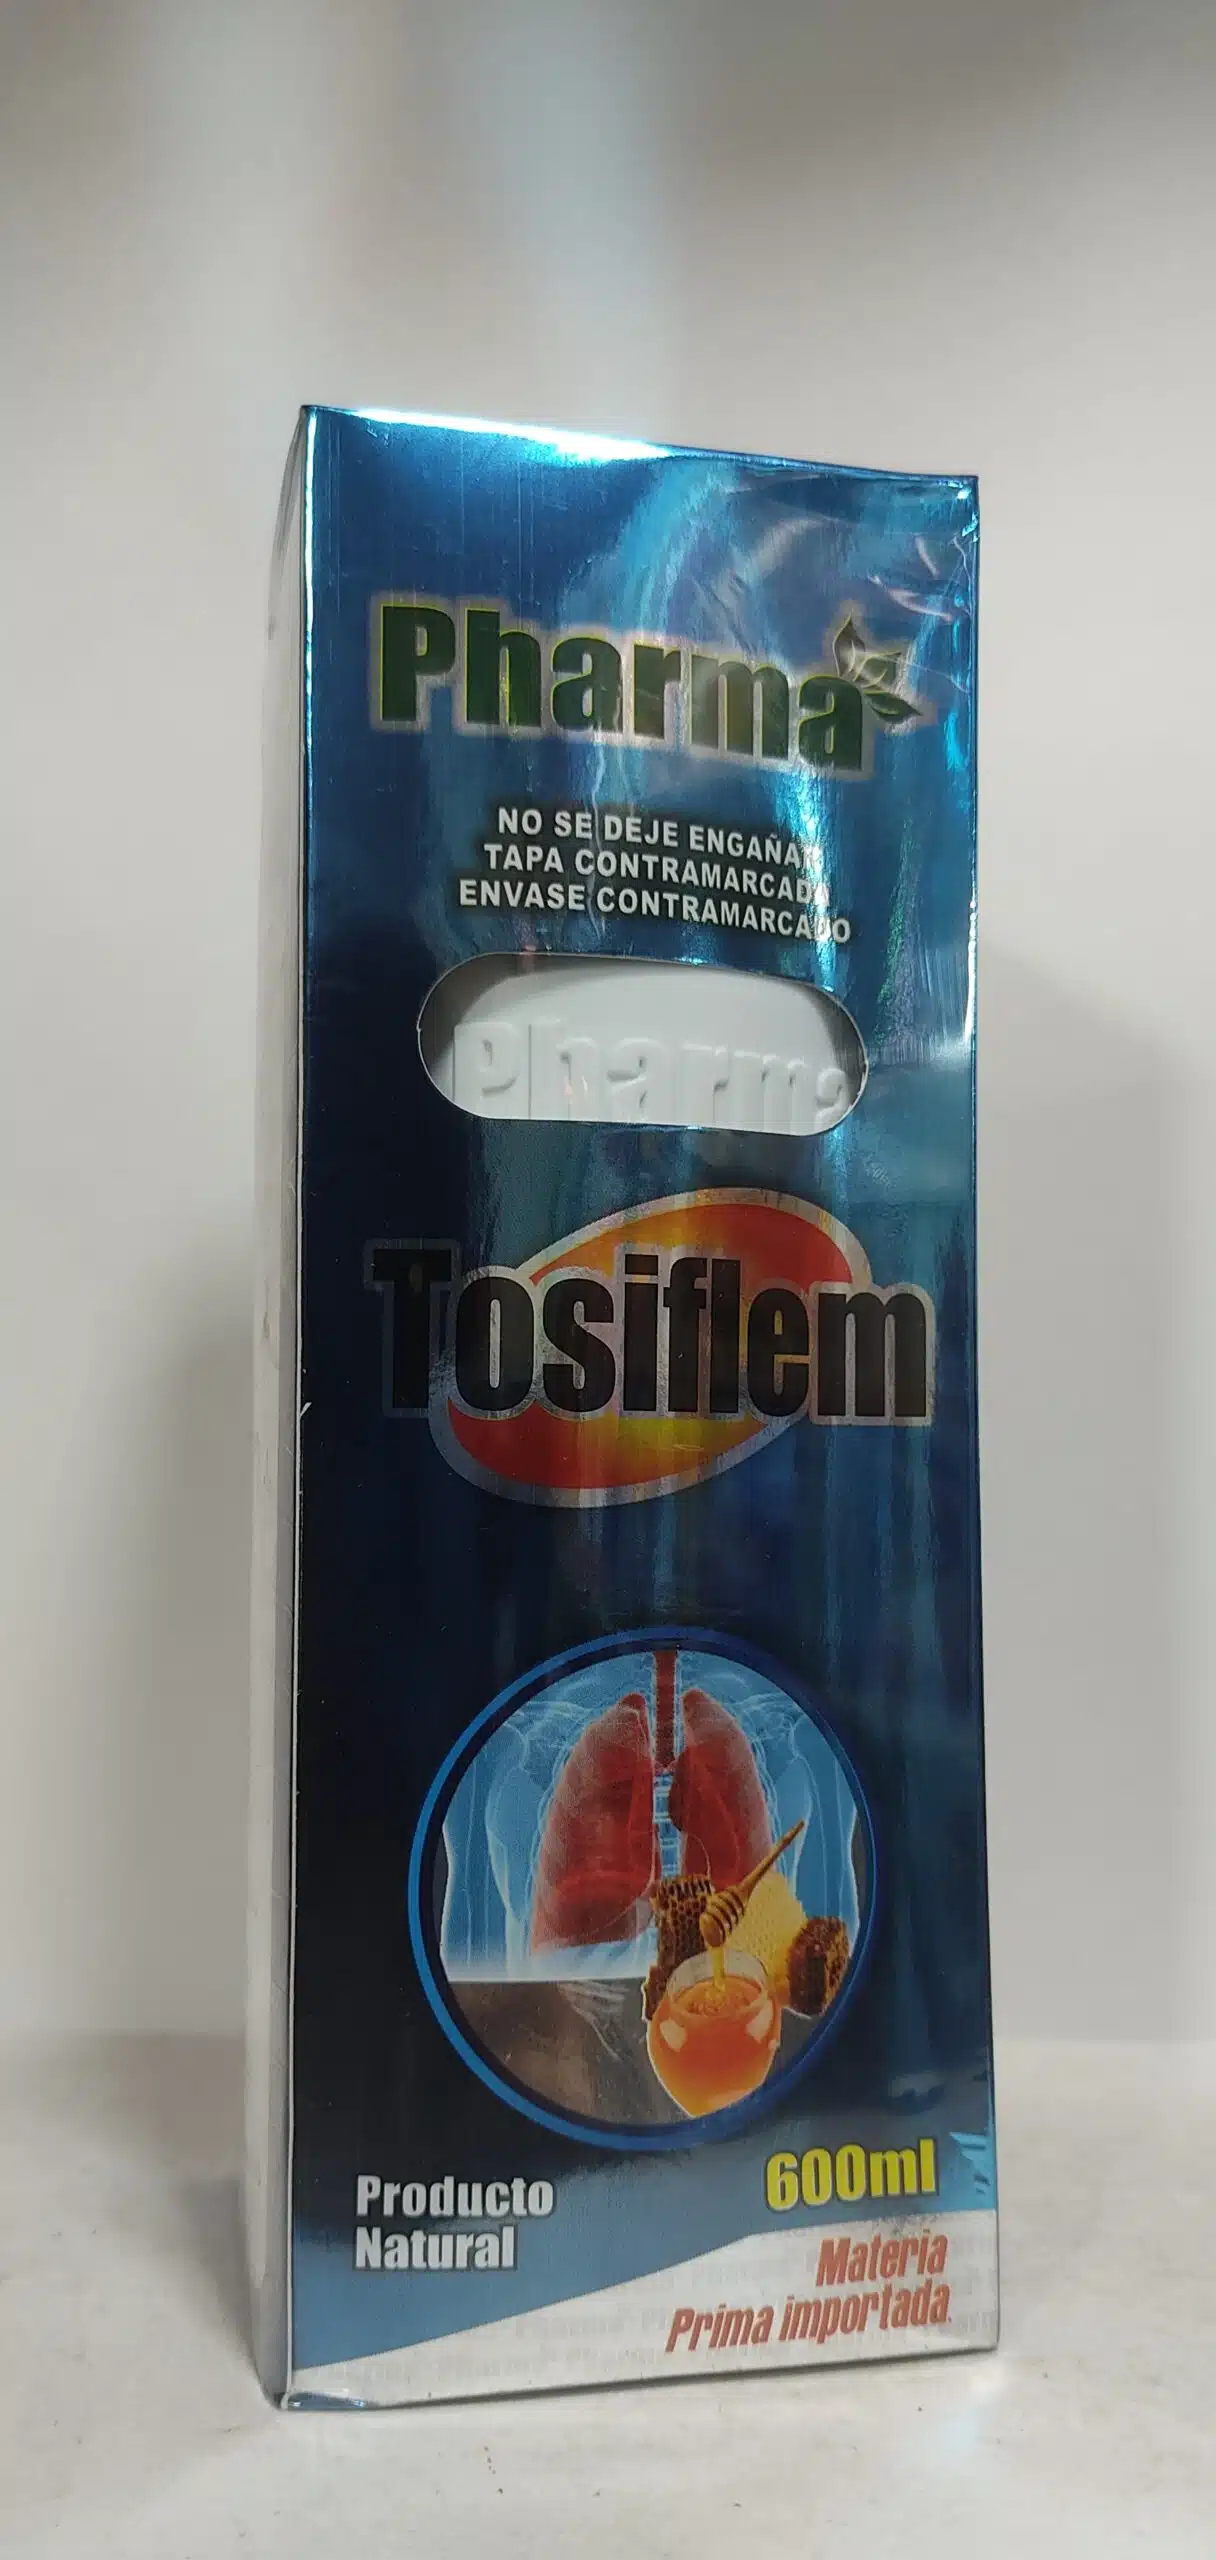 Pharma
NO SE DEJE ENGAÑAR
TAPA CONTRAMARCADA
ENVASE CONTRAMARCADO
Pharma
Tosiflem
600ml
Producto
Natural
Materia
Prima importada